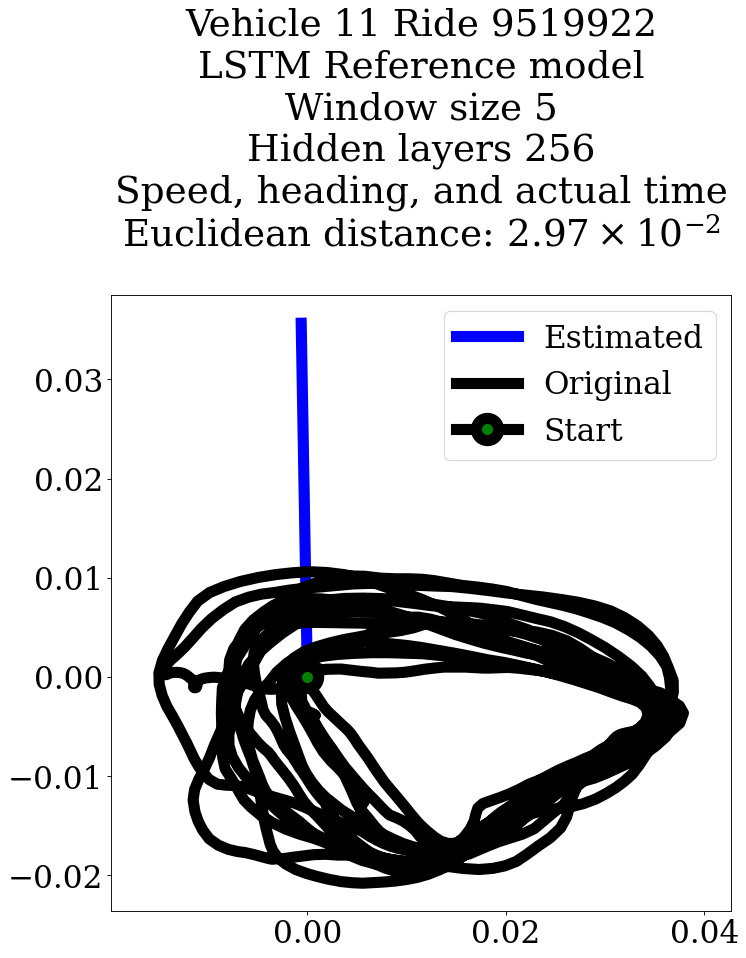 Vehicle 11 Ride 9519922
LSTM Reference model
Window size 5
Hidden layers 256
Speed, heading, and actual time
Euclidean distance: 2.97 × 10⁻²
Estimated
Original
Start
0.03
0.02
0.01
0.00
−0.01
−0.02
0.00 0.02 0.04